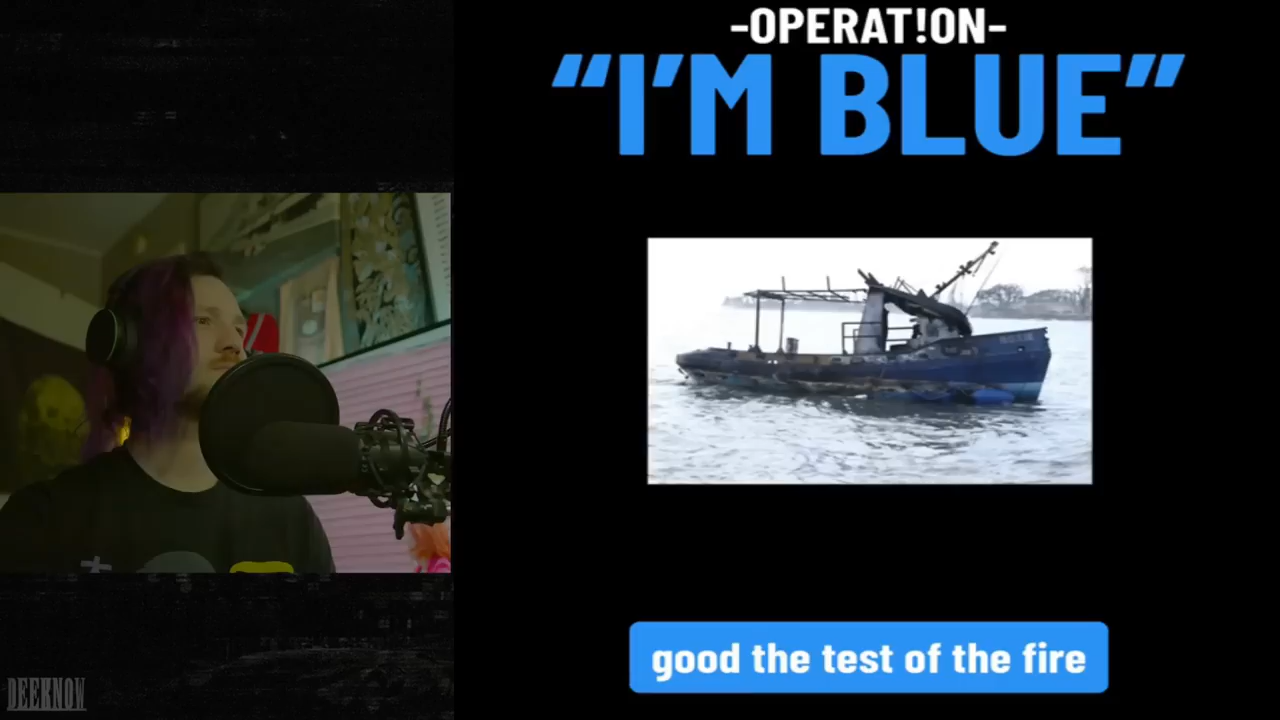 -OPERAT!ON-
“I’M BLUE”
good the test of the fire
DEEKNOW